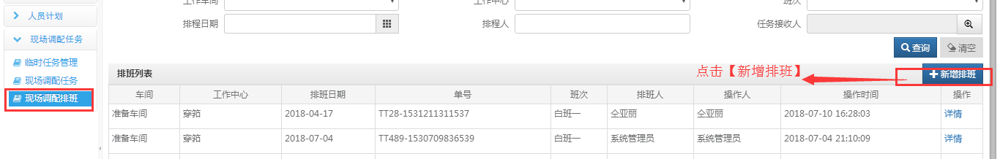 工作车间 工作中心 班次
人员计划
排程日期 排程人 任务接收人
现场调配任务
查询 清空
临时任务管理
排班列表 点击【新增排班】 新增排班
现场调配任务
车间 工作中心 排班日期 单号 班次 排班人 操作人 操作时间 操作
现场调配排班
准备车间 穿筘 2018-04-17 TT28-1531211311537 白班一 仝亚丽 仝亚丽 2018-07-10 16:28:03 详情
准备车间 穿筘 2018-07-04 TT489-1530709836539 白班一 系统管理员 系统管理员 2018-07-04 21:10:09 详情